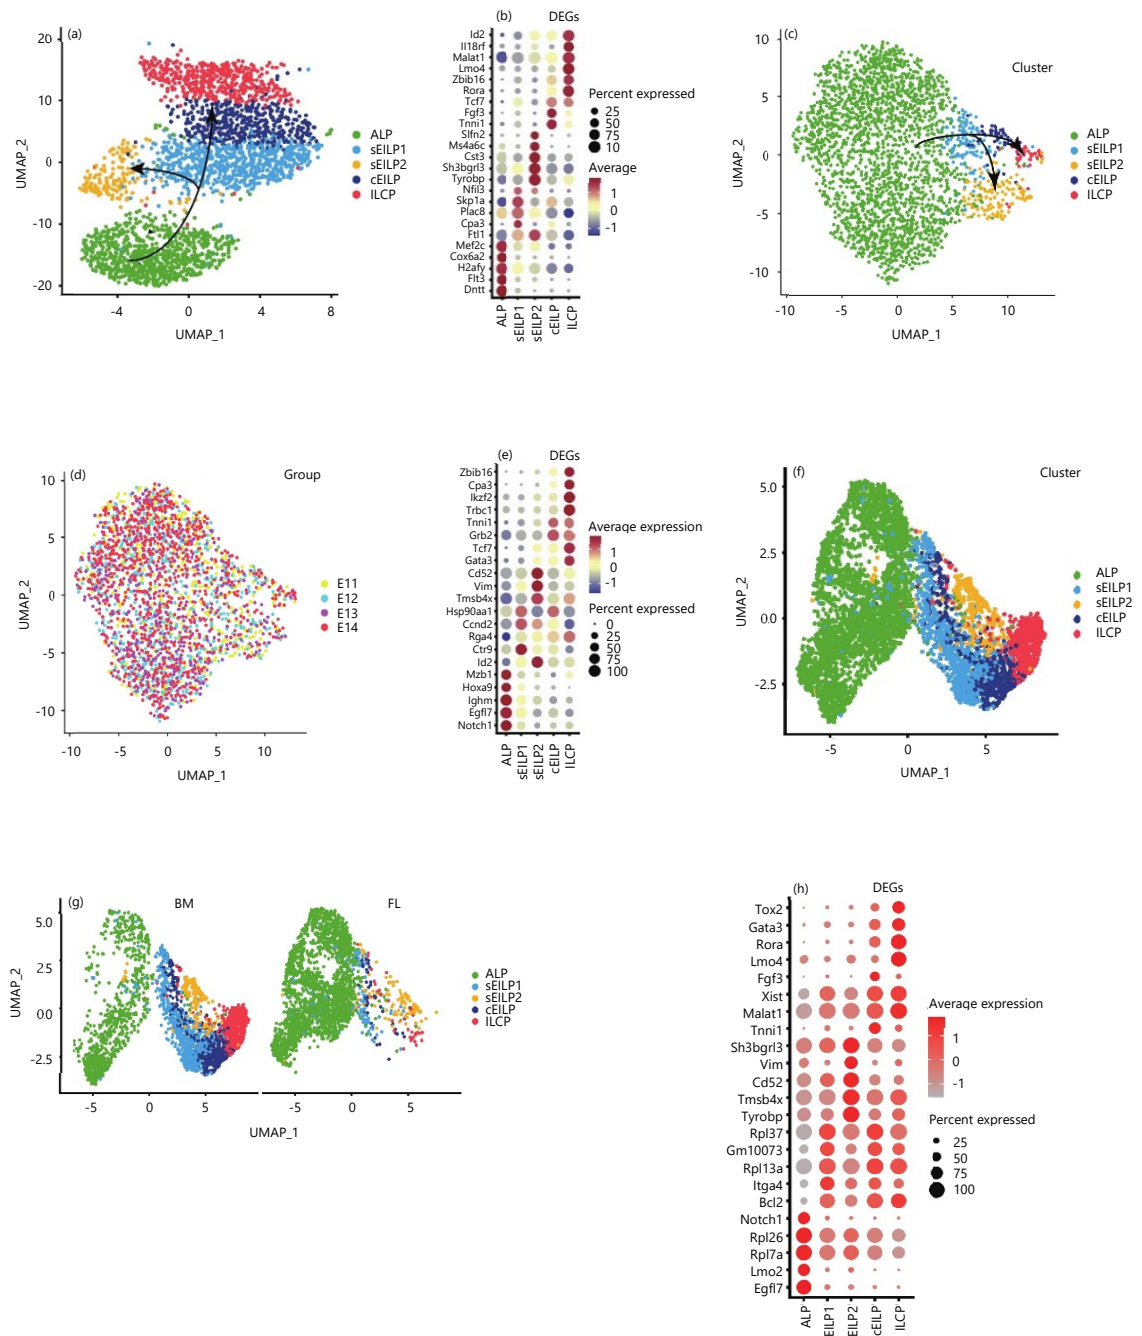 (a)
20
10
0
-10
-20
UMAP_2
-4
0
4
8
UMAP_1
ALP
sEILP1
sEILP2
cEILP
ILCP
(b)
DEGs
Id2
Il18rf
Malat1
Lmo4
Zbib16
Rora
Tcf7
Fgf3
Tnni1
Slfn2
Ms4a6c
Cst3
Sh3bgrl3
Tyrobp
Nfil3
Skp1a
Plac8
Cpa3
Ftl1
Mef2c
Cox6a2
H2afy
Flt3
Dntt
ALP
sEILP1
sEILP2
cEILP
ILCP
Percent expressed
25
50
75
10
Average
1
0
-1
(c)
Cluster
10
5
0
-5
-10
UMAP_2
-10
-5
0
5
10
UMAP_1
ALP
sEILP1
sEILP2
cEILP
ILCP
(d)
Group
10
5
0
-5
-10
UMAP_2
-10
-5
0
5
10
UMAP_1
E11
E12
E13
E14
(e)
DEGs
Zbib16
Cpa3
Ikzf2
Trbc1
Tnni1
Grb2
Tcf7
Gata3
Cd52
Vim
Tmsb4x
Hsp90aa1
Ccnd2
Rga4
Ctr9
Id2
Mzb1
Hoxa9
Ighm
Egfl7
Notch1
ALP
sEILP1
sEILP2
cEILP
ILCP
Average expression
1
0
-1
Percent expressed
0
25
50
75
100
(f)
Cluster
5.0
2.5
0.0
-2.5
UMAP_2
-5
0
5
UMAP_1
ALP
sEILP1
sEILP2
cEILP
ILCP
(g)
BM
FL
5.0
2.5
0.0
-2.5
UMAP_2
-5
0
5
-5
0
5
UMAP_1
ALP
sEILP1
sEILP2
cEILP
ILCP
(h)
DEGs
Tox2
Gata3
Rora
Lmo4
Fgf3
Xist
Malat1
Tnni1
Sh3bgrl3
Vim
Cd52
Tmsb4x
Tyrobp
Rpl37
Gm10073
Rpl13a
Itga4
Bcl2
Notch1
Rpl26
Rpl7a
Lmo2
Egfl7
ALP
EILP1
EILP2
cEILP
ILCP
Average expression
1
0
-1
Percent expressed
25
50
75
100